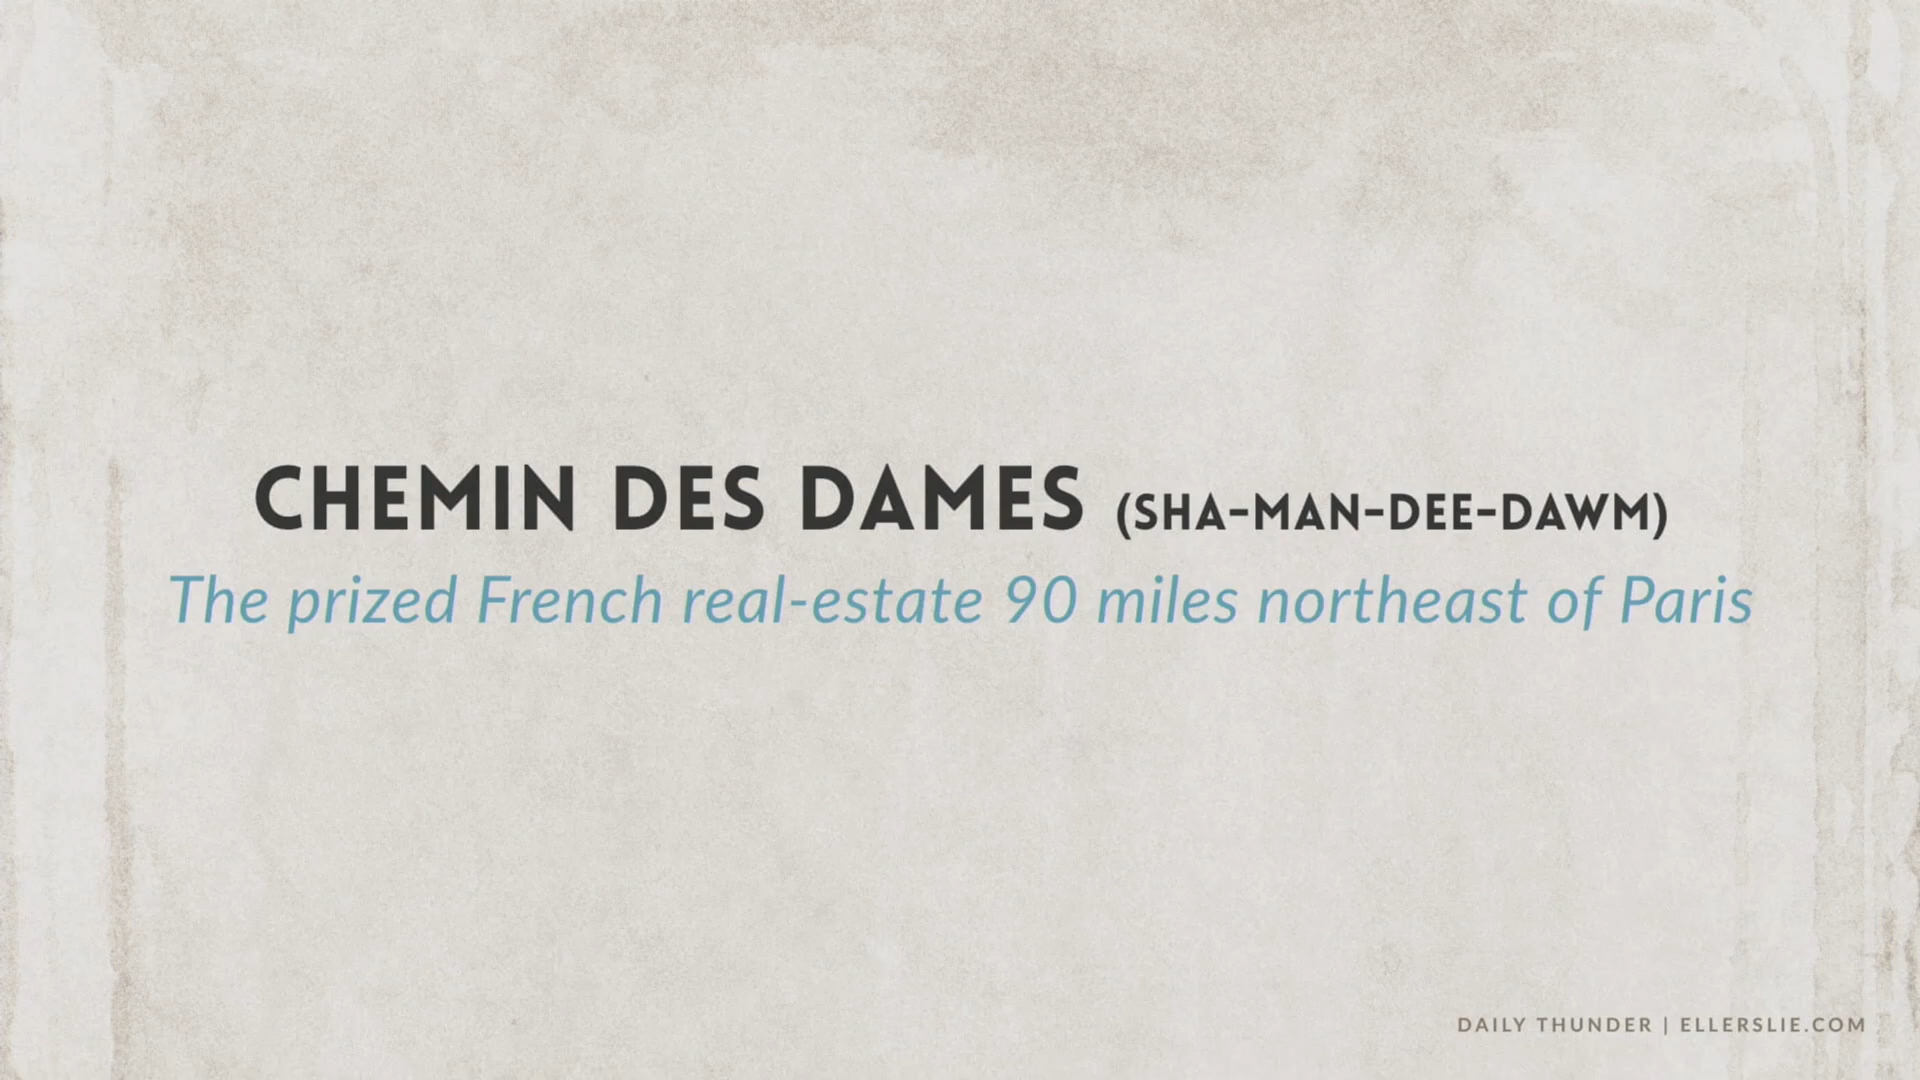 CHEMIN DES DAMES (SHA-MAN-DEE-DAWM)
The prized French real-estate 90 miles northeast of Paris
DAILY THUNDER | ELLERSLIE.COM